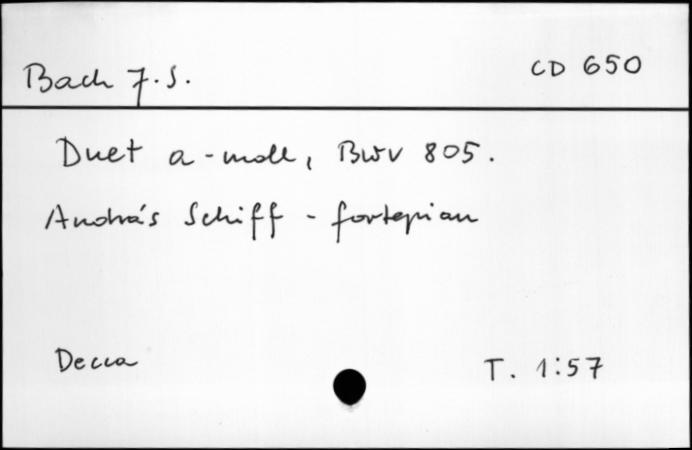 Bach J.S.
CD 650
Duet a-moll, BWV 805.
András Schiff - fortepian
Decca
T. 1:57